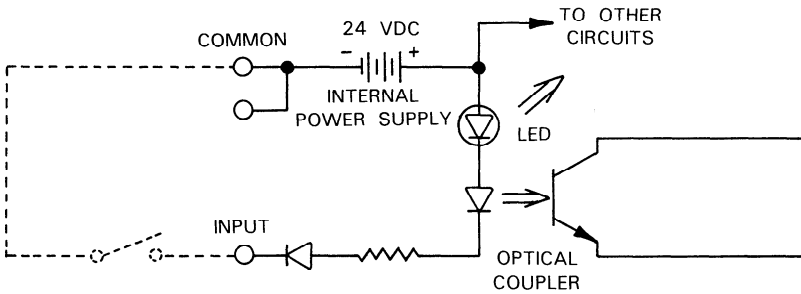 24 VDC
COMMON
- +
TO OTHER
CIRCUITS
INTERNAL
POWER SUPPLY
LED
INPUT
OPTICAL
COUPLER